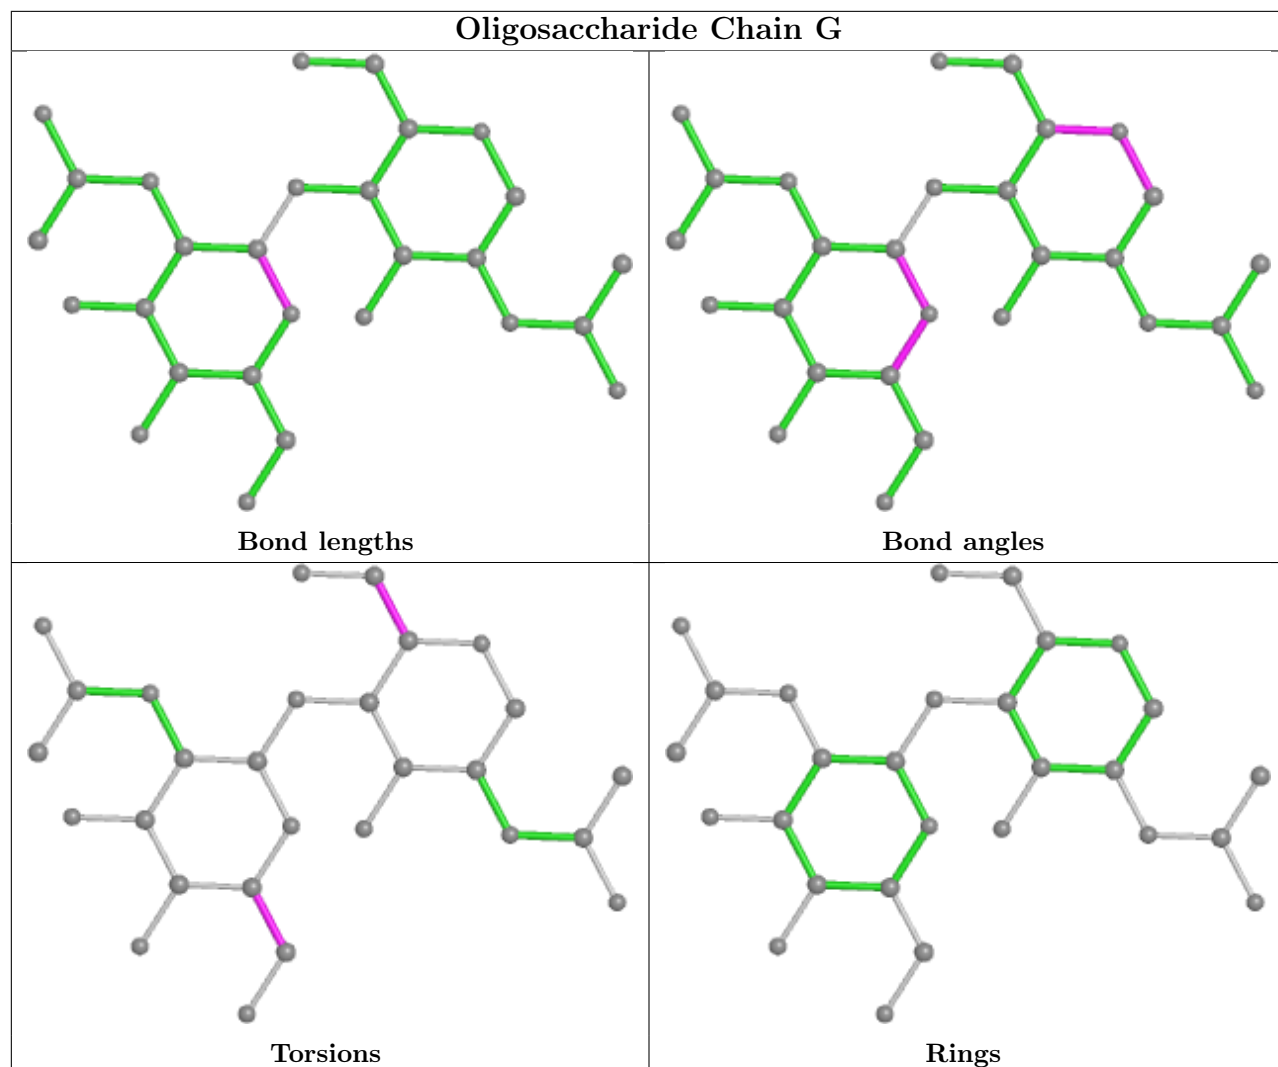 Oligosaccharide Chain G
Bond lengths
Bond angles
Torsions
Rings